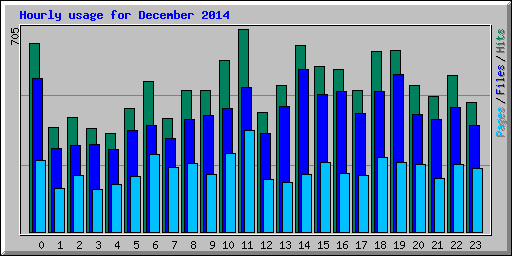 Hourly usage for December 2014
705
Pages / Files / Hits
0 1 2 3 4 5 6 7 8 9 10 11 12 13 14 15 16 17 18 19 20 21 22 23